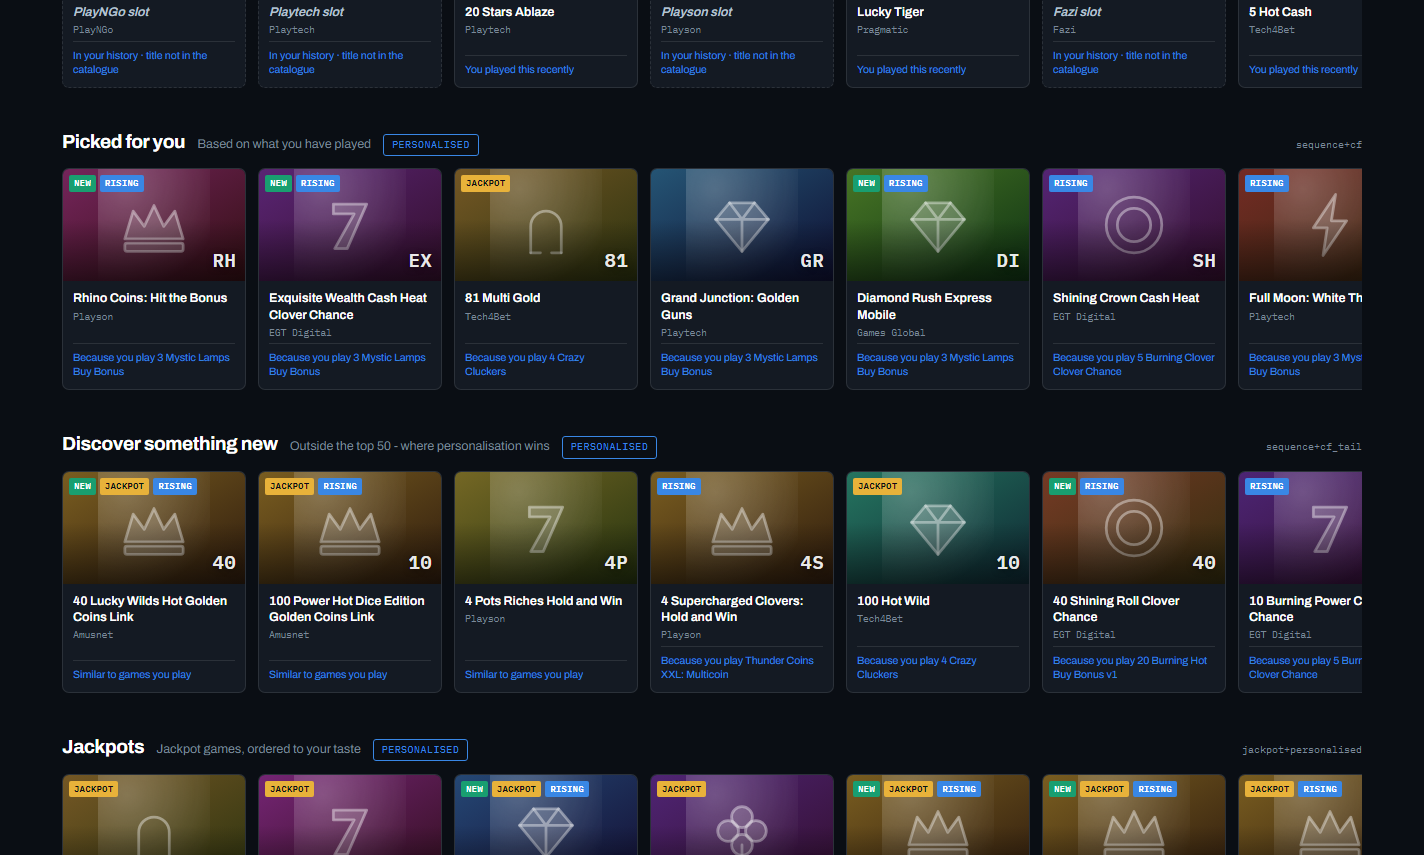 PlayNGo slot
PlayNGo
In your history · title not in the
catalogue
Playtech slot
Playtech
In your history · title not in the
catalogue
20 Stars Ablaze
Playtech
You played this recently
Playson slot
Playson
In your history · title not in the
catalogue
Lucky Tiger
Pragmatic
You played this recently
Fazi slot
Fazi
In your history · title not in the
catalogue
5 Hot Cash
Tech4Bet
You played this recently
Picked for you Based on what you have played PERSONALISED sequence+cf
NEW RISING
RH
Rhino Coins: Hit the Bonus
Playson
Because you play 3 Mystic Lamps
Buy Bonus
NEW RISING
7
EX
Exquisite Wealth Cash Heat
Clover Chance
EGT Digital
Because you play 3 Mystic Lamps
Buy Bonus
JACKPOT
81
81 Multi Gold
Tech4Bet
Because you play 4 Crazy
Cluckers
GR
Grand Junction: Golden
Guns
Playtech
Because you play 3 Mystic Lamps
Buy Bonus
NEW RISING
DI
Diamond Rush Express
Mobile
Games Global
Because you play 3 Mystic Lamps
Buy Bonus
RISING
SH
Shining Crown Cash Heat
EGT Digital
Because you play 5 Burning Clover
Clover Chance
RISING
Full Moon: White Th
Playtech
Because you play 3 Myst
Buy Bonus
Discover something new Outside the top 50 - where personalisation wins PERSONALISED sequence+cf_tail
NEW JACKPOT RISING
40
40 Lucky Wilds Hot Golden
Coins Link
Amusnet
Similar to games you play
JACKPOT RISING
10
100 Power Hot Dice Edition
Golden Coins Link
Amusnet
Similar to games you play
7
4P
4 Pots Riches Hold and Win
Playson
Similar to games you play
RISING
4S
4 Supercharged Clovers:
Hold and Win
Playson
Because you play Thunder Coins
XXL: Multicoin
JACKPOT
10
100 Hot Wild
Tech4Bet
Because you play 4 Crazy
Cluckers
NEW RISING
40
40 Shining Roll Clover
Chance
EGT Digital
Because you play 20 Burning Hot
Buy Bonus v1
RISING
7
10 Burning Power C
Chance
EGT Digital
Because you play 5 Burr
Clover Chance
Jackpots Jackpot games, ordered to your taste PERSONALISED jackpot+personalised
JACKPOT
JACKPOT
7
NEW JACKPOT RISING
JACKPOT
NEW JACKPOT RISING
NEW JACKPOT RISING
JACKPOT RISING